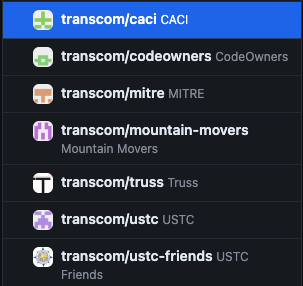 transcom/caci CACI
transcom/codeowners CodeOwners
transcom/mitre MITRE
transcom/mountain-movers
Mountain Movers
transcom/truss Truss
transcom/ustc USTC
transcom/ustc-friends USTC
Friends